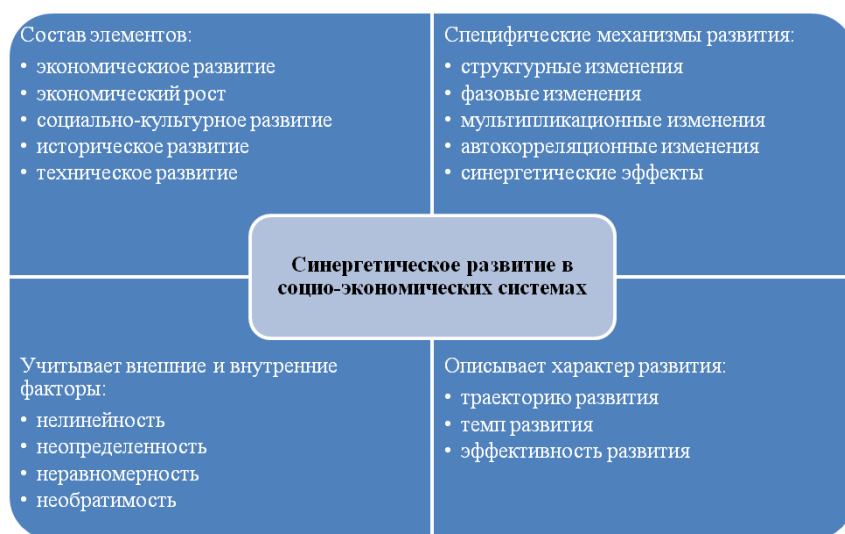 Состав элементов:
• экономическиое развитие
• экономический рост
• социально-культурное развитие
• историческое развитие
• техническое развитие
Специфические механизмы развития:
• структурные изменения
• фазовые изменения
• мультипликационные изменения
• автокорреляционные изменения
• синергетические эффекты
Синергетическое развитие в
социо-экономических системах
Учитывает внешние и внутренние
факторы:
• нелинейность
• неопределенность
• неравномерность
• необратимость
Описывает характер развития:
• траекторию развития
• темп развития
• эффективность развития